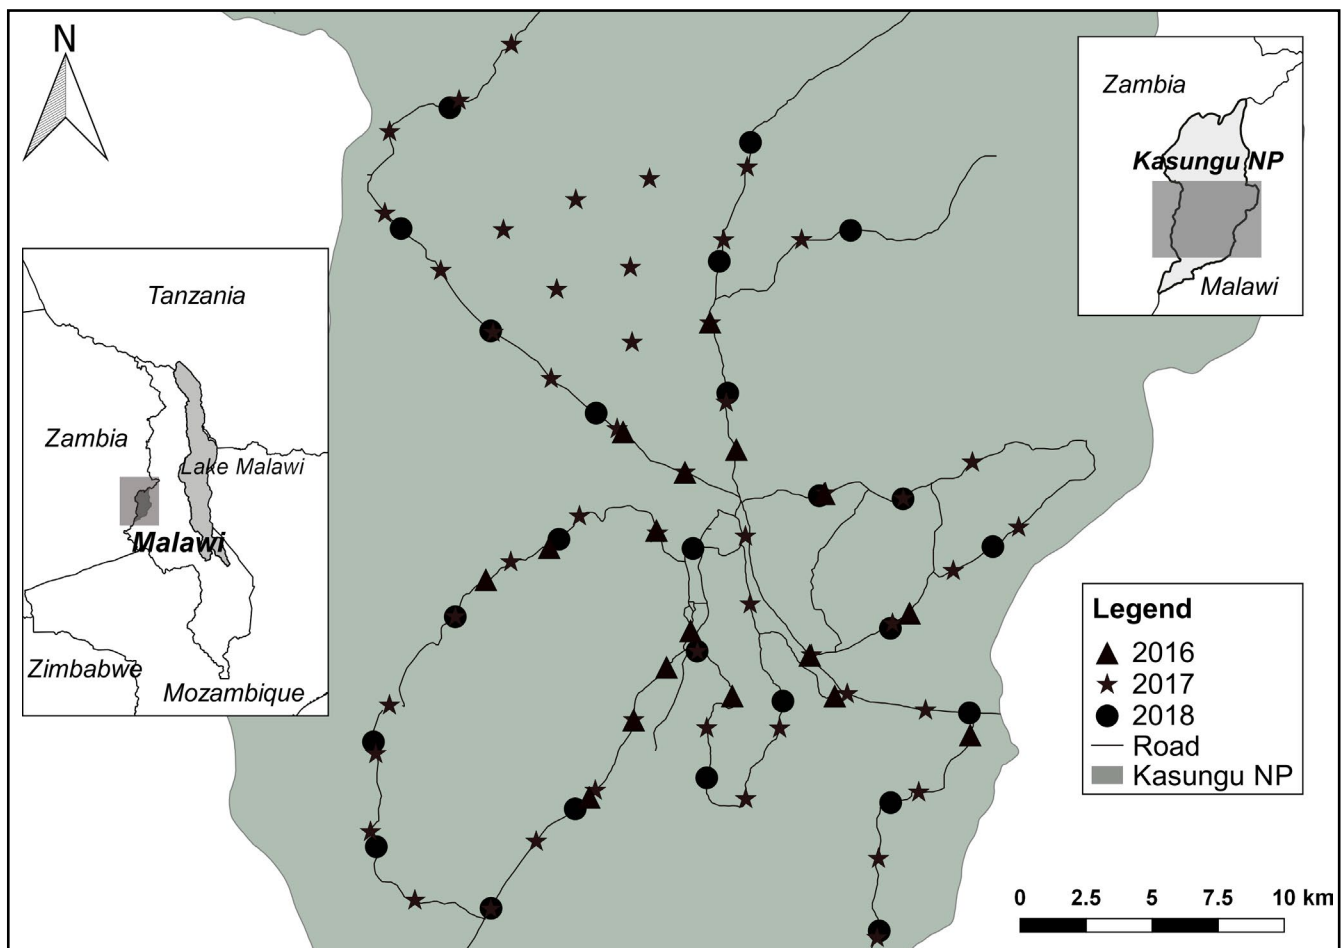 N
Zambia
Kasungu NP
Malawi
Tanzania
Zambia
Lake Malawi
Malawi
Zimbabwe
Mozambique
Legend
2016
2017
2018
Road
Kasungu NP
0 2.5 5 7.5 10 km